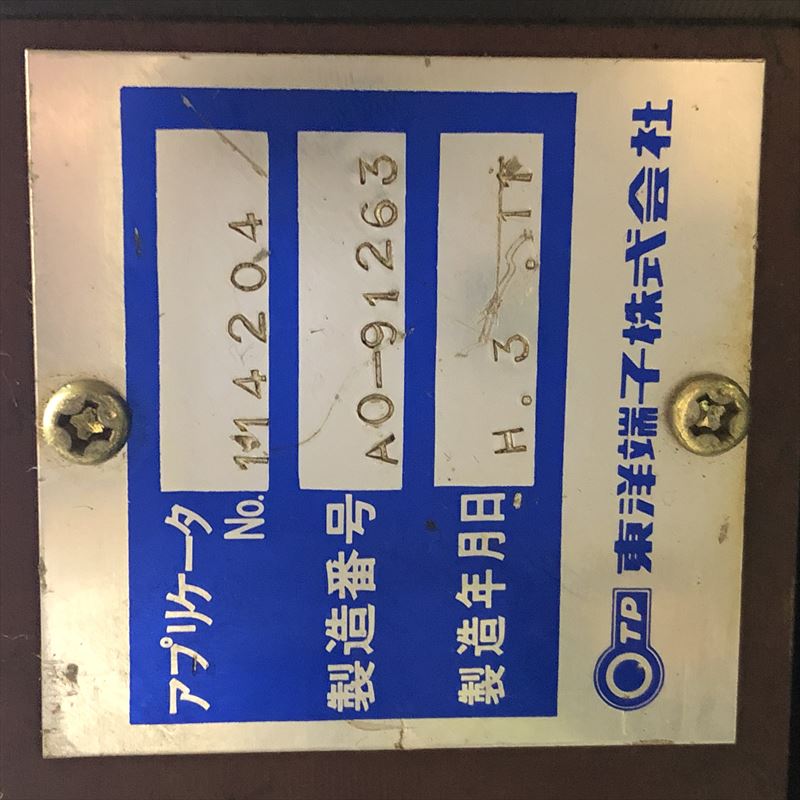 アプリケータ
No. 114204
製造番号 AO-91263
製造年月日 H.3.11
TP 東洋端子株式会社